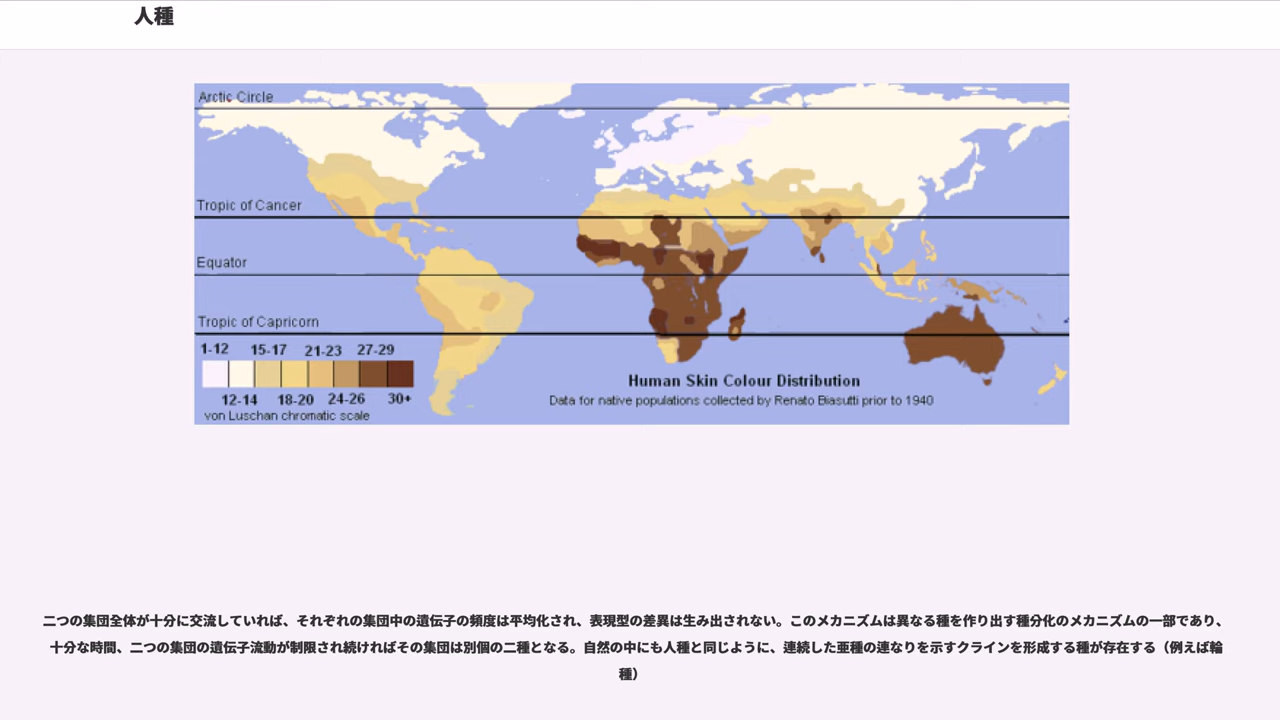 人種
Arctic Circle
Tropic of Cancer
Equator
Tropic of Capricorn
1-12 15-17 21-23 27-29
12-14 18-20 24-26 30+
von Luschan chromatic scale
Human Skin Colour Distribution
Data for native populations collected by Renato Biasutti prior to 1940
二つの集団全体が十分に交流していれば、それぞれの集団中の遺伝子の頻度は平均化され、表現型の差異は生み出されない。このメカニズムは異なる種を作り出す種分化のメカニズムの一部であり、
十分な時間、二つの集団の遺伝子流動が制限され続ければその集団は別個の二種となる。自然の中にも人種と同じように、連続した亜種の連なりを示すクラインを形成する種が存在する（例えば輪
種）